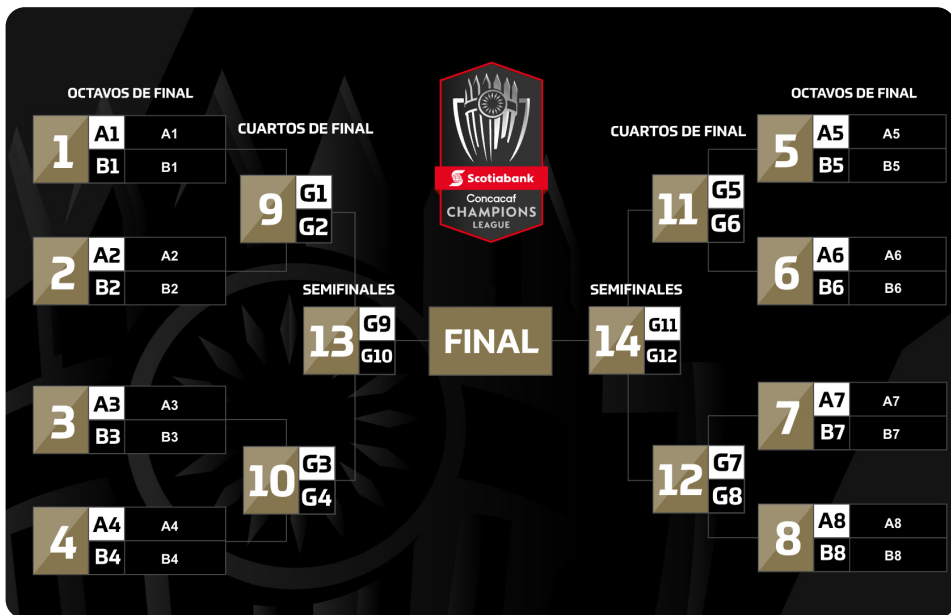 OCTAVOS DE FINAL
1
A1 A1
B1 B1
2
A2 A2
B2 B2
3
A3 A3
B3 B3
4
A4 A4
B4 B4
CUARTOS DE FINAL
9
G1
G2
10
G3
G4
SEMIFINALES
13
G9
G10
Scotiabank
Concacaf
CHAMPIONS
LEAGUE
FINAL
SEMIFINALES
14
G11
G12
CUARTOS DE FINAL
11
G5
G6
12
G7
G8
OCTAVOS DE FINAL
5
A5 A5
B5 B5
6
A6 A6
B6 B6
7
A7 A7
B7 B7
8
A8 A8
B8 B8